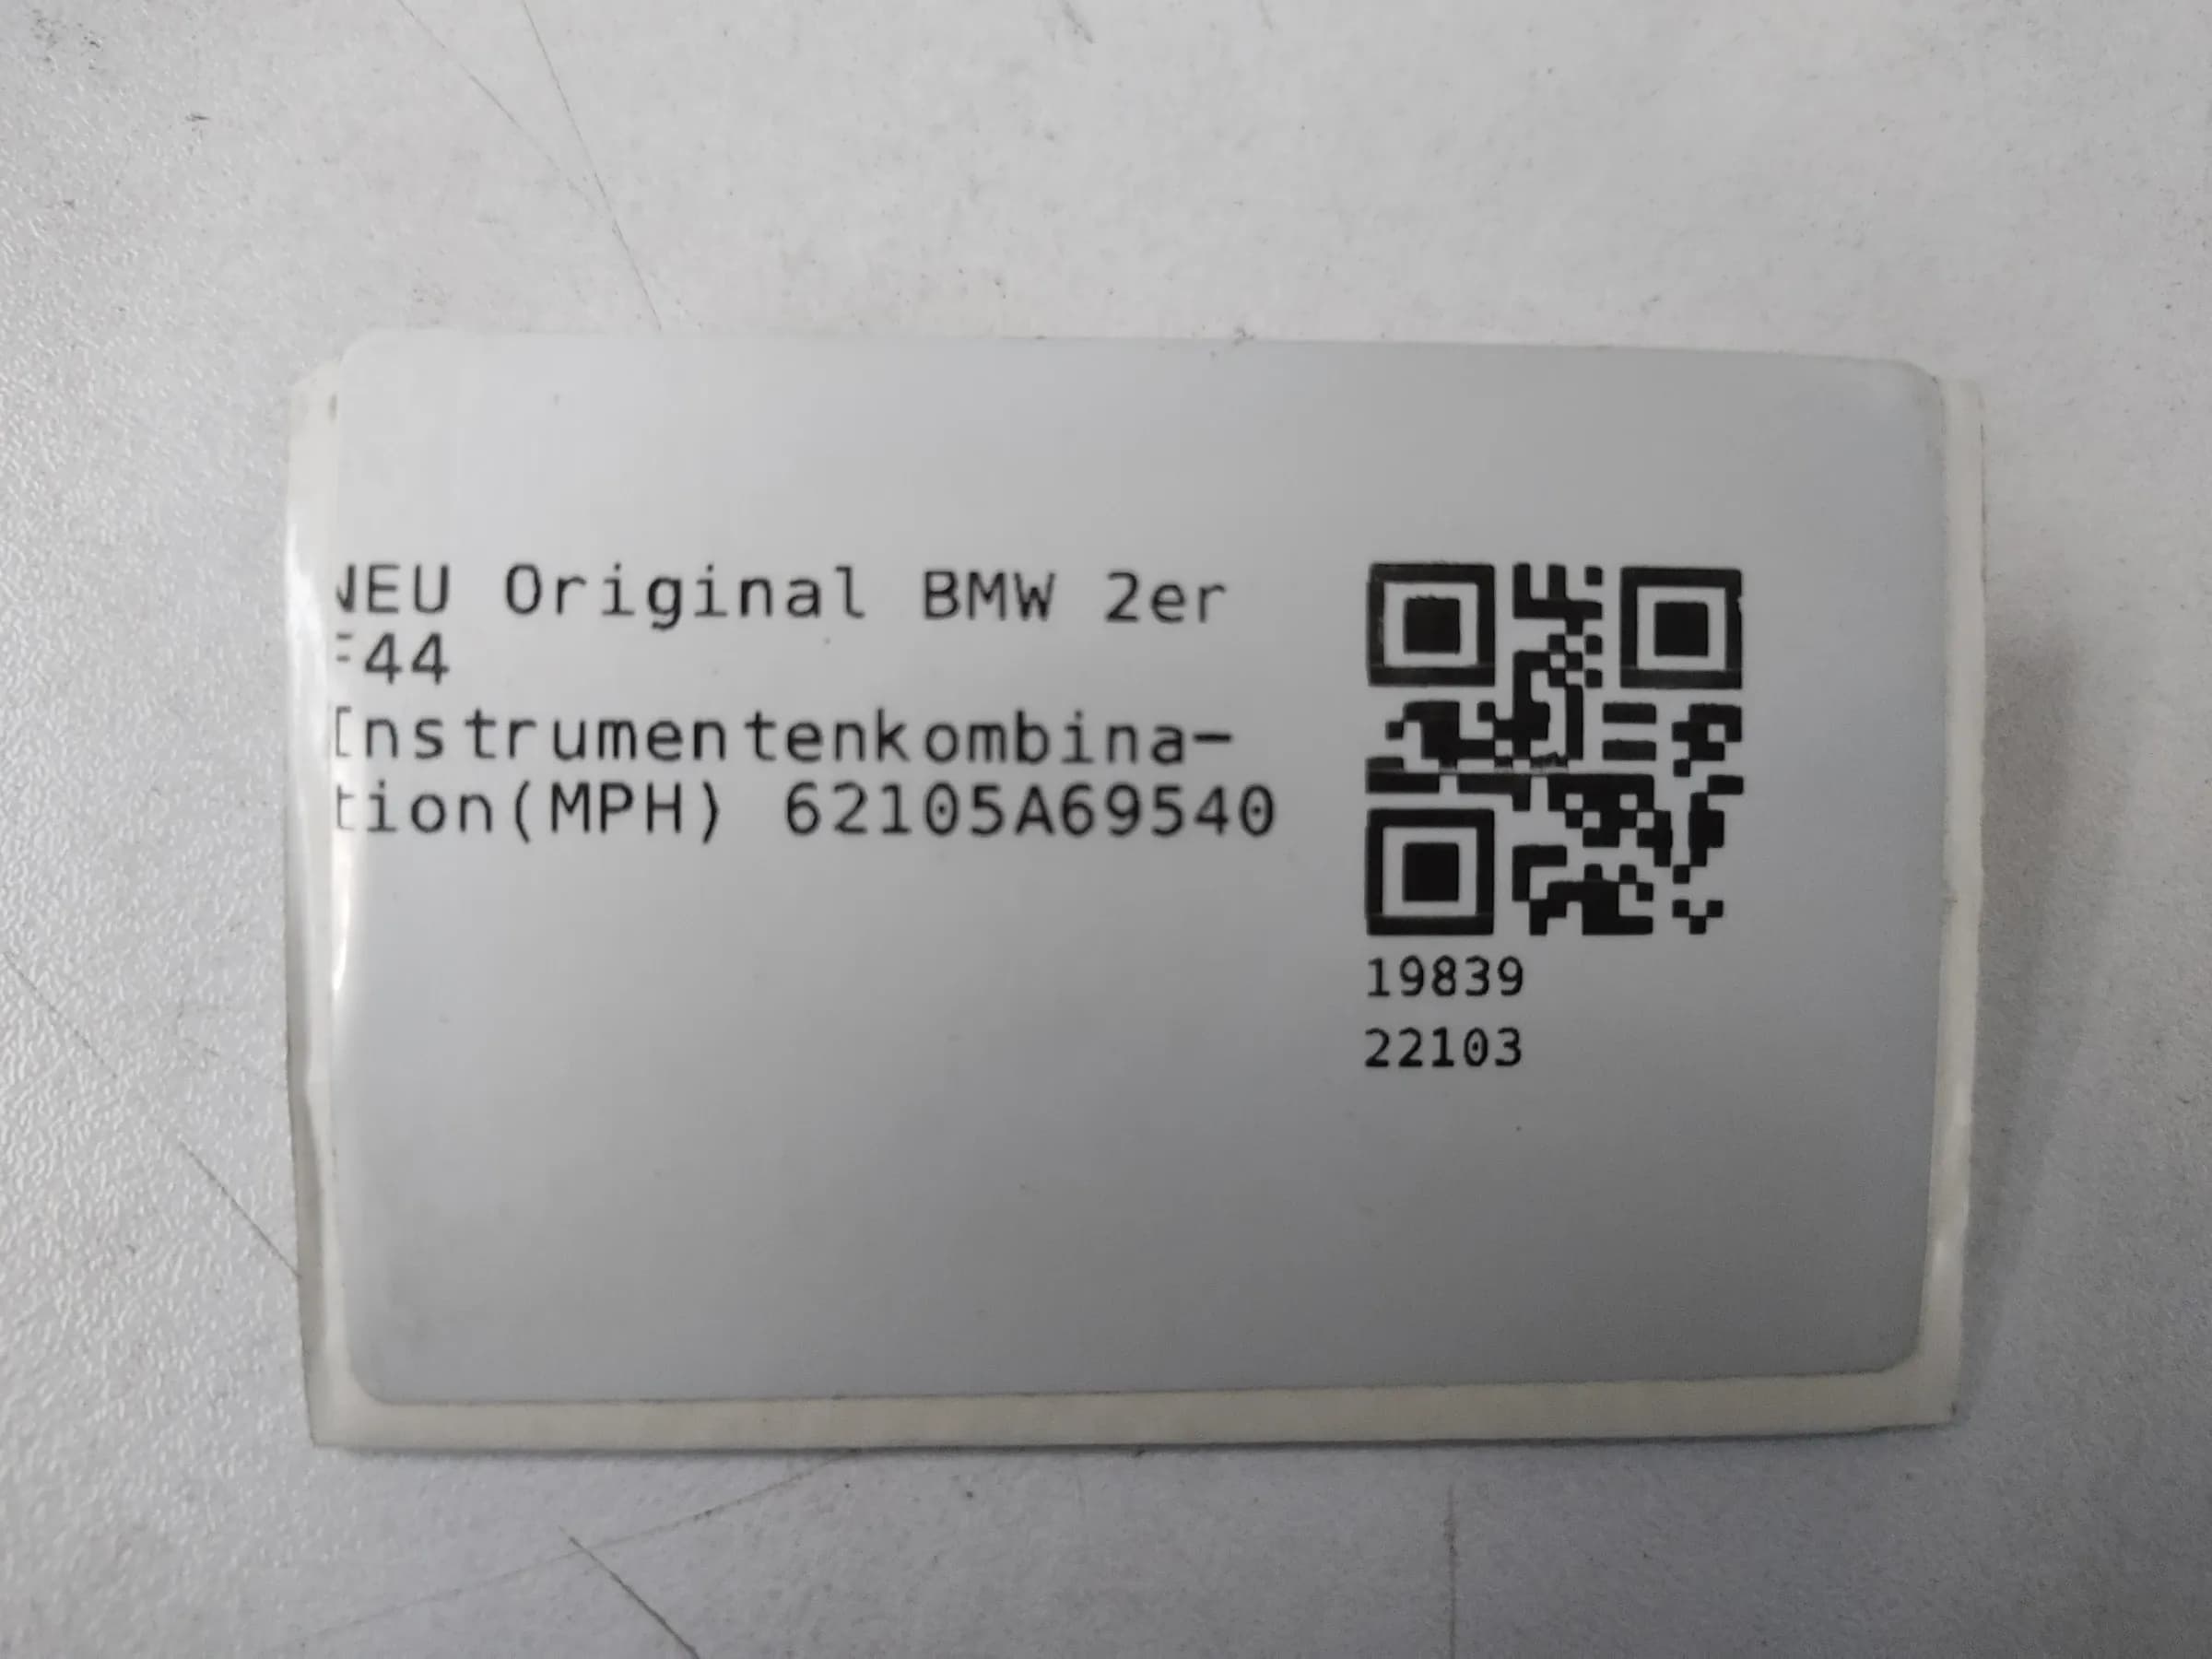 NEU Original BMW 2er
F44
Instrumentenkombina-
tion(MPH) 62105A69540
19839
22103